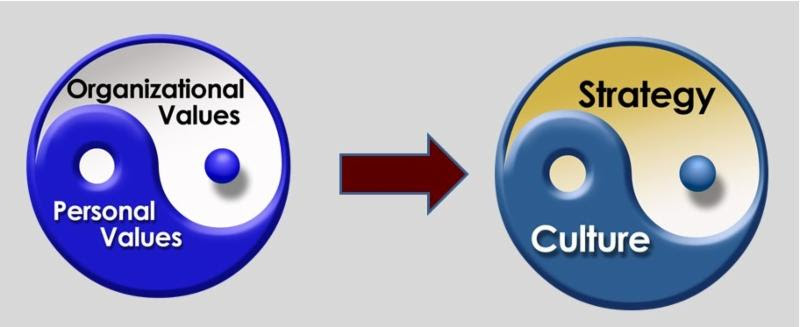 Organizational
Values
Personal
Values
Strategy
Culture